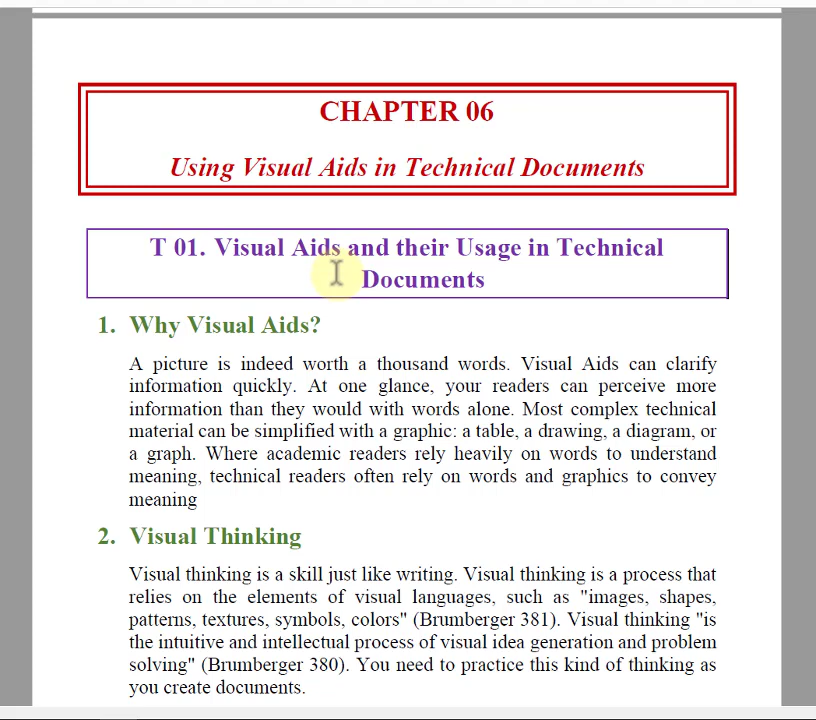 CHAPTER 06
Using Visual Aids in Technical Documents
T 01. Visual Aids and their Usage in Technical
Documents
1. Why Visual Aids?
A picture is indeed worth a thousand words. Visual Aids can clarify
information quickly. At one glance, your readers can perceive more
information than they would with words alone. Most complex technical
material can be simplified with a graphic: a table, a drawing, a diagram, or
a graph. Where academic readers rely heavily on words to understand
meaning, technical readers often rely on words and graphics to convey
meaning
2. Visual Thinking
Visual thinking is a skill just like writing. Visual thinking is a process that
relies on the elements of visual languages, such as "images, shapes,
patterns, textures, symbols, colors" (Brumberger 381). Visual thinking "is
the intuitive and intellectual process of visual idea generation and problem
solving" (Brumberger 380). You need to practice this kind of thinking as
you create documents.